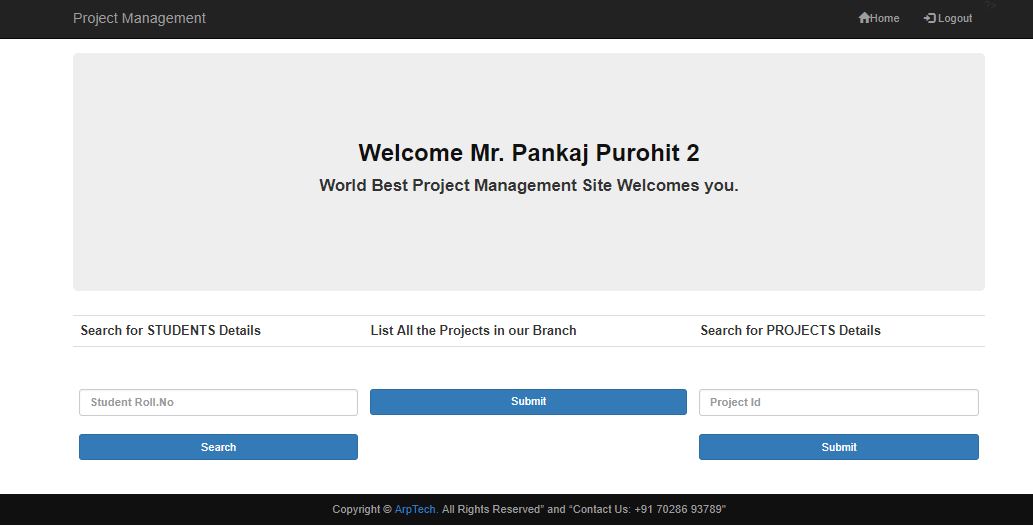 Project Management
Home Logout ?>
Welcome Mr. Pankaj Purohit 2
World Best Project Management Site Welcomes you.
Search for STUDENTS Details List All the Projects in our Branch Search for PROJECTS Details
Student Roll.No Submit Project Id
Search Submit
Copyright © ArpTech. All Rights Reserved” and “Contact Us: +91 70286 93789"